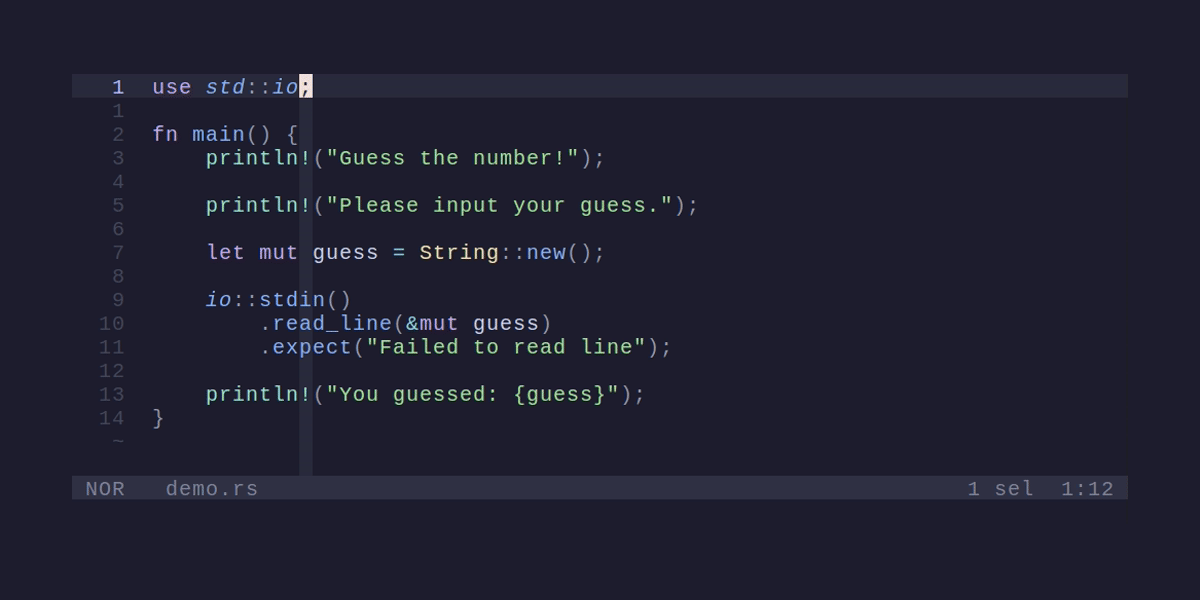 1 use std::io;
1
2 fn main() {
3     println!("Guess the number!");
4
5     println!("Please input your guess.");
6
7     let mut guess = String::new();
8
9     io::stdin()
10         .read_line(&mut guess)
11         .expect("Failed to read line");
12
13     println!("You guessed: {guess}");
14 }
~
NOR   demo.rs   1 sel  1:12